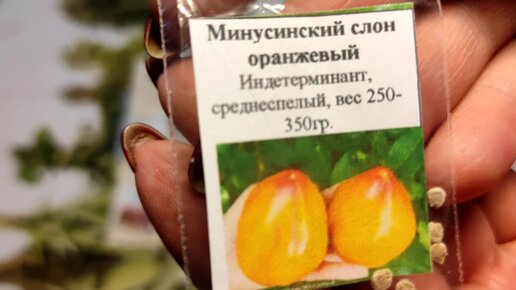 Минусинский слон
оранжевый
Индетерминант,
среднеспелый, вес 250-
350гр.